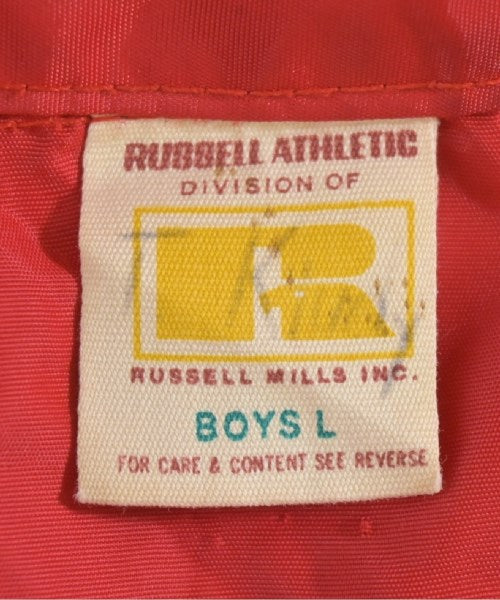 RUSSELL ATHLETIC
DIVISION OF
R
RUSSELL MILLS INC.
BOYS L
FOR CARE & CONTENT SEE REVERSE